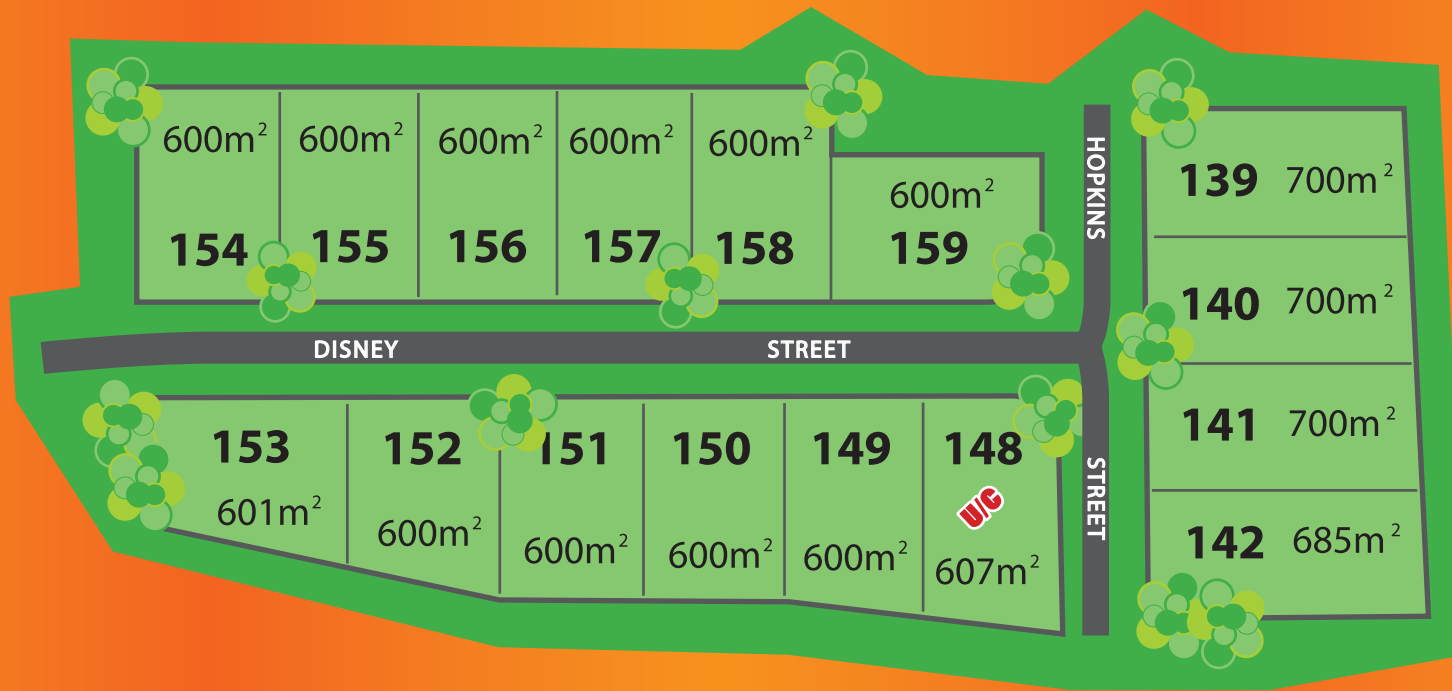 600m²
600m²
600m²
600m²
600m²
154
155
156
157
158
600m²
159
HOPKINS
STREET
139 700m²
140 700m²
141 700m²
142 685m²
DISNEY STREET
153
152
151
150
149
148
U/C
601m²
600m²
600m²
600m²
600m²
607m²